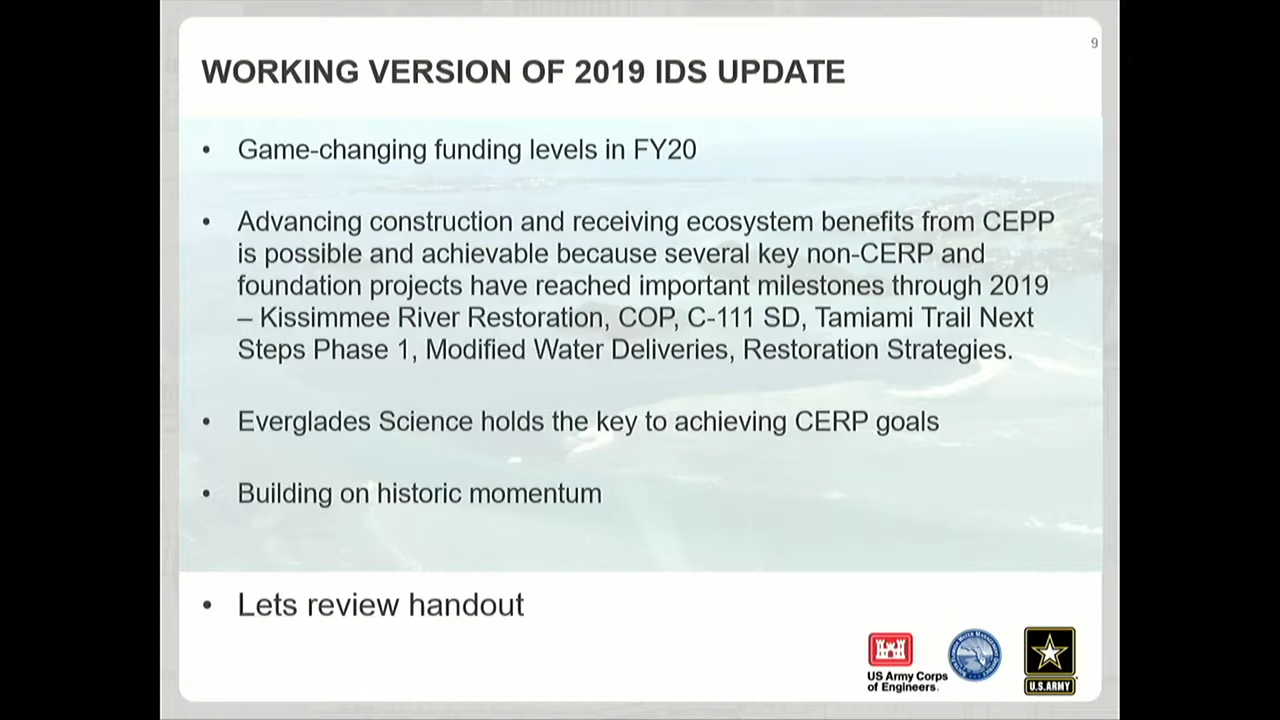 9
WORKING VERSION OF 2019 IDS UPDATE
• Game-changing funding levels in FY20
• Advancing construction and receiving ecosystem benefits from CEPP
is possible and achievable because several key non-CERP and
foundation projects have reached important milestones through 2019
– Kissimmee River Restoration, COP, C-111 SD, Tamiami Trail Next
Steps Phase 1, Modified Water Deliveries, Restoration Strategies.
• Everglades Science holds the key to achieving CERP goals
• Building on historic momentum
• Lets review handout
US Army Corps
of Engineers.
U.S.ARMY